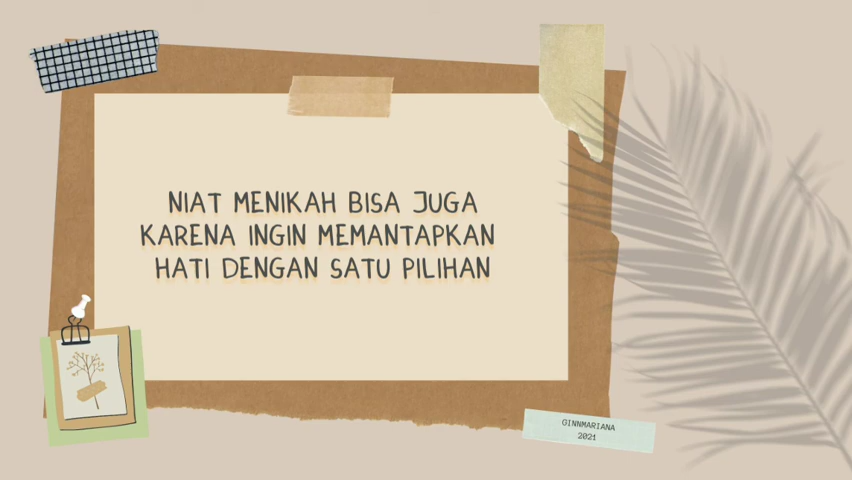 NIAT MENIKAH BISA JUGA
KARENA INGIN MEMANTAPKAN
HATI DENGAN SATU PILIHAN
GINNMARIANA
2021